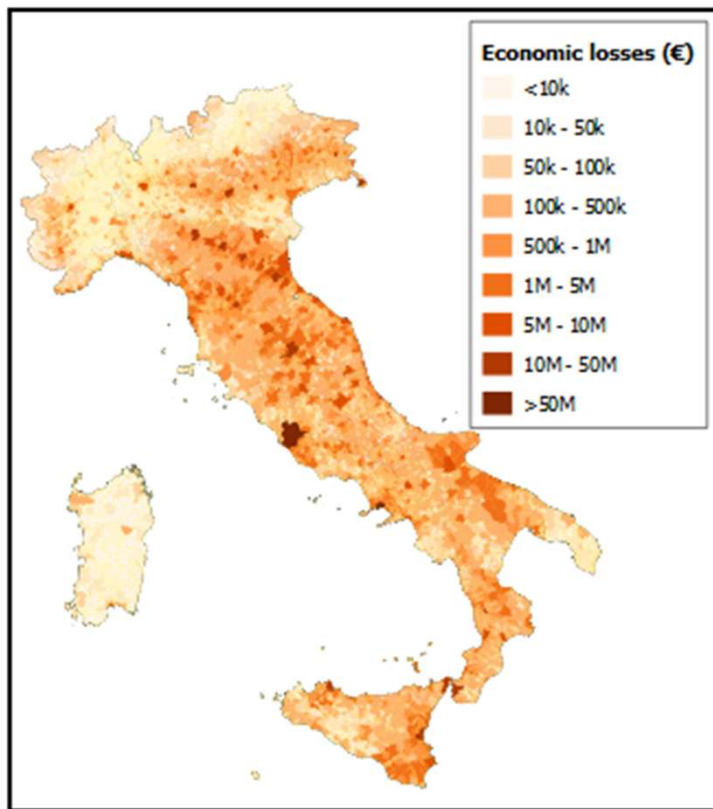 Economic losses (€)
<10k
10k - 50k
50k - 100k
100k - 500k
500k - 1M
1M - 5M
5M - 10M
10M - 50M
>50M